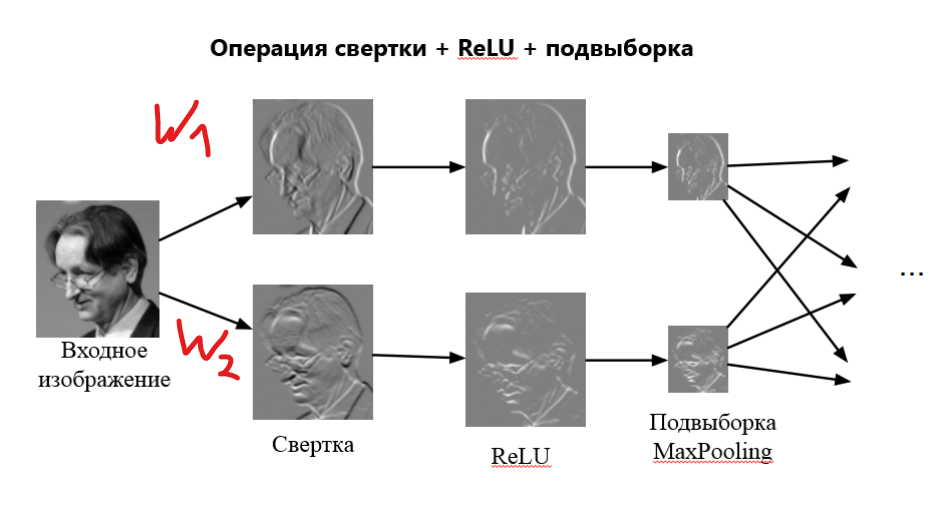 Операция свертки + ReLU + подвыборка
W1
Входное
изображение
W2
Свертка
ReLU
Подвыборка
MaxPooling
...